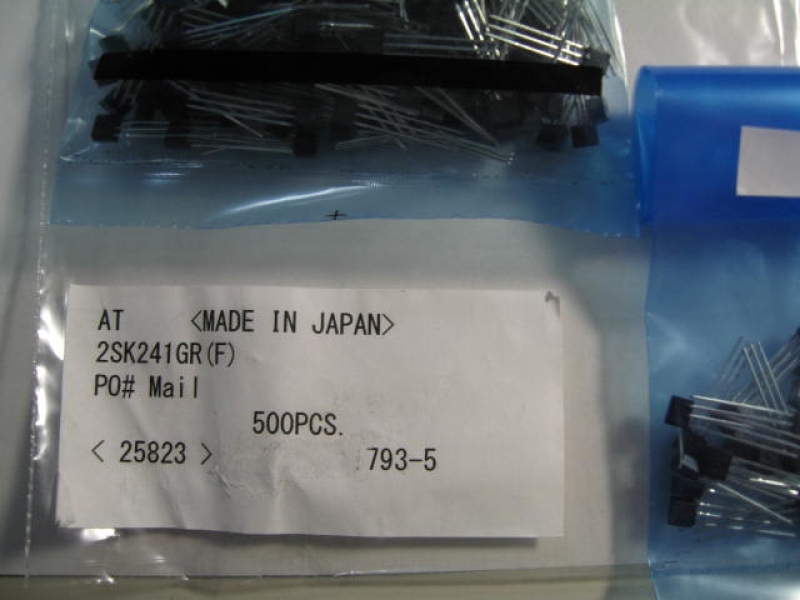 AT <MADE IN JAPAN>
2SK241GR(F)
PO# Mail
500PCS.
< 25823 > 793-5